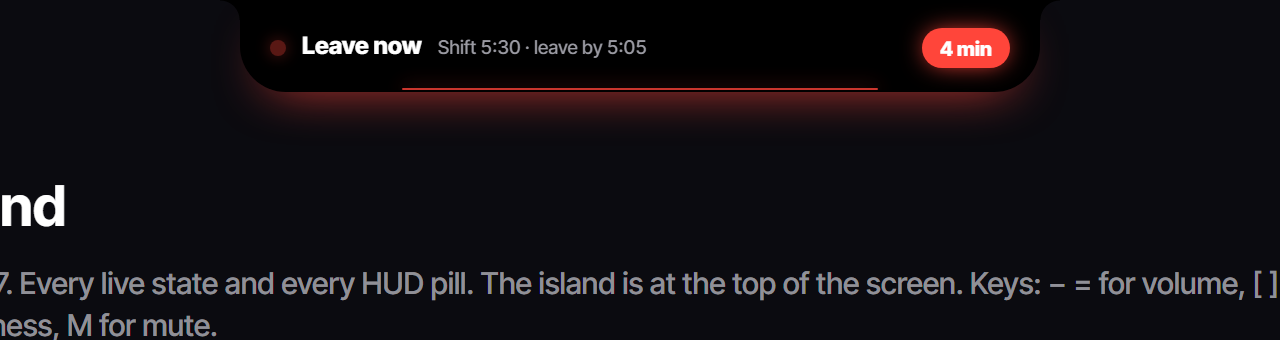 Leave now Shift 5:30 · leave by 5:05 4 min
nd
7. Every live state and every HUD pill. The island is at the top of the screen. Keys: – = for volume, [ ]
ness, M for mute.